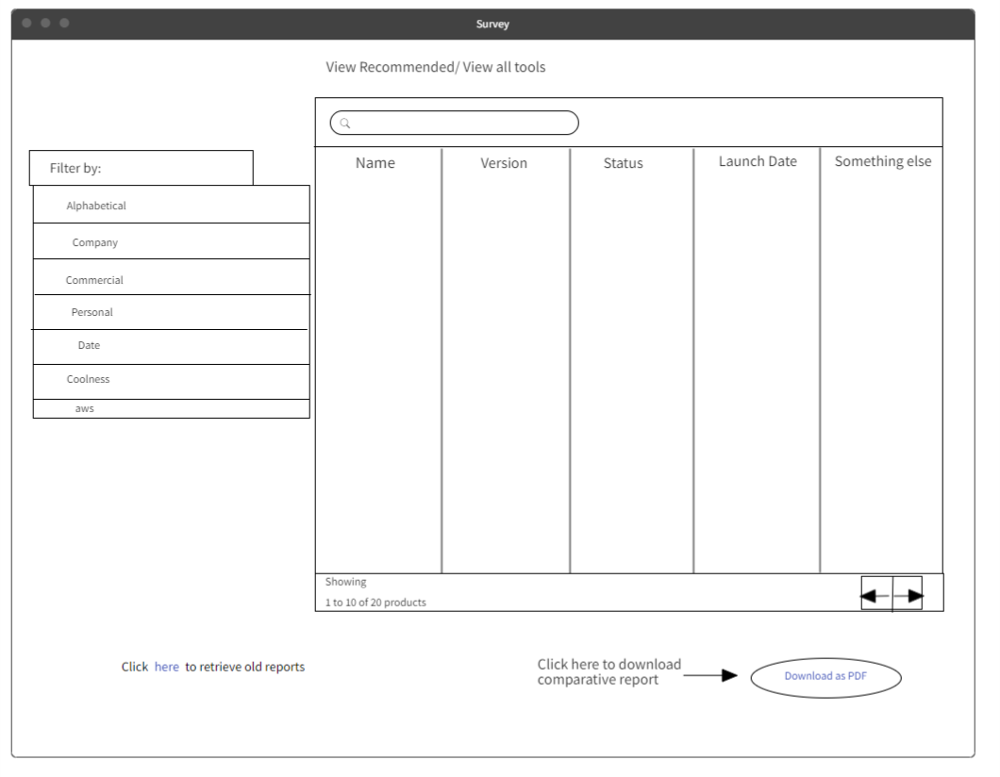 Survey
View Recommended/ View all tools
Filter by:
Alphabetical
Company
Commercial
Personal
Date
Coolness
aws
Name Version Status Launch Date Something else
Showing
1 to 10 of 20 products
Click here to retrieve old reports
Click here to download
comparative report
Download as PDF